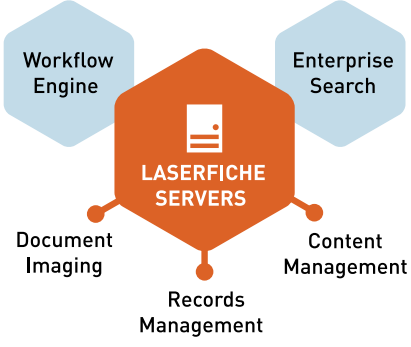 Workflow
Engine
Enterprise
Search
LASERFICHE
SERVERS
Document
Imaging
Records
Management
Content
Management